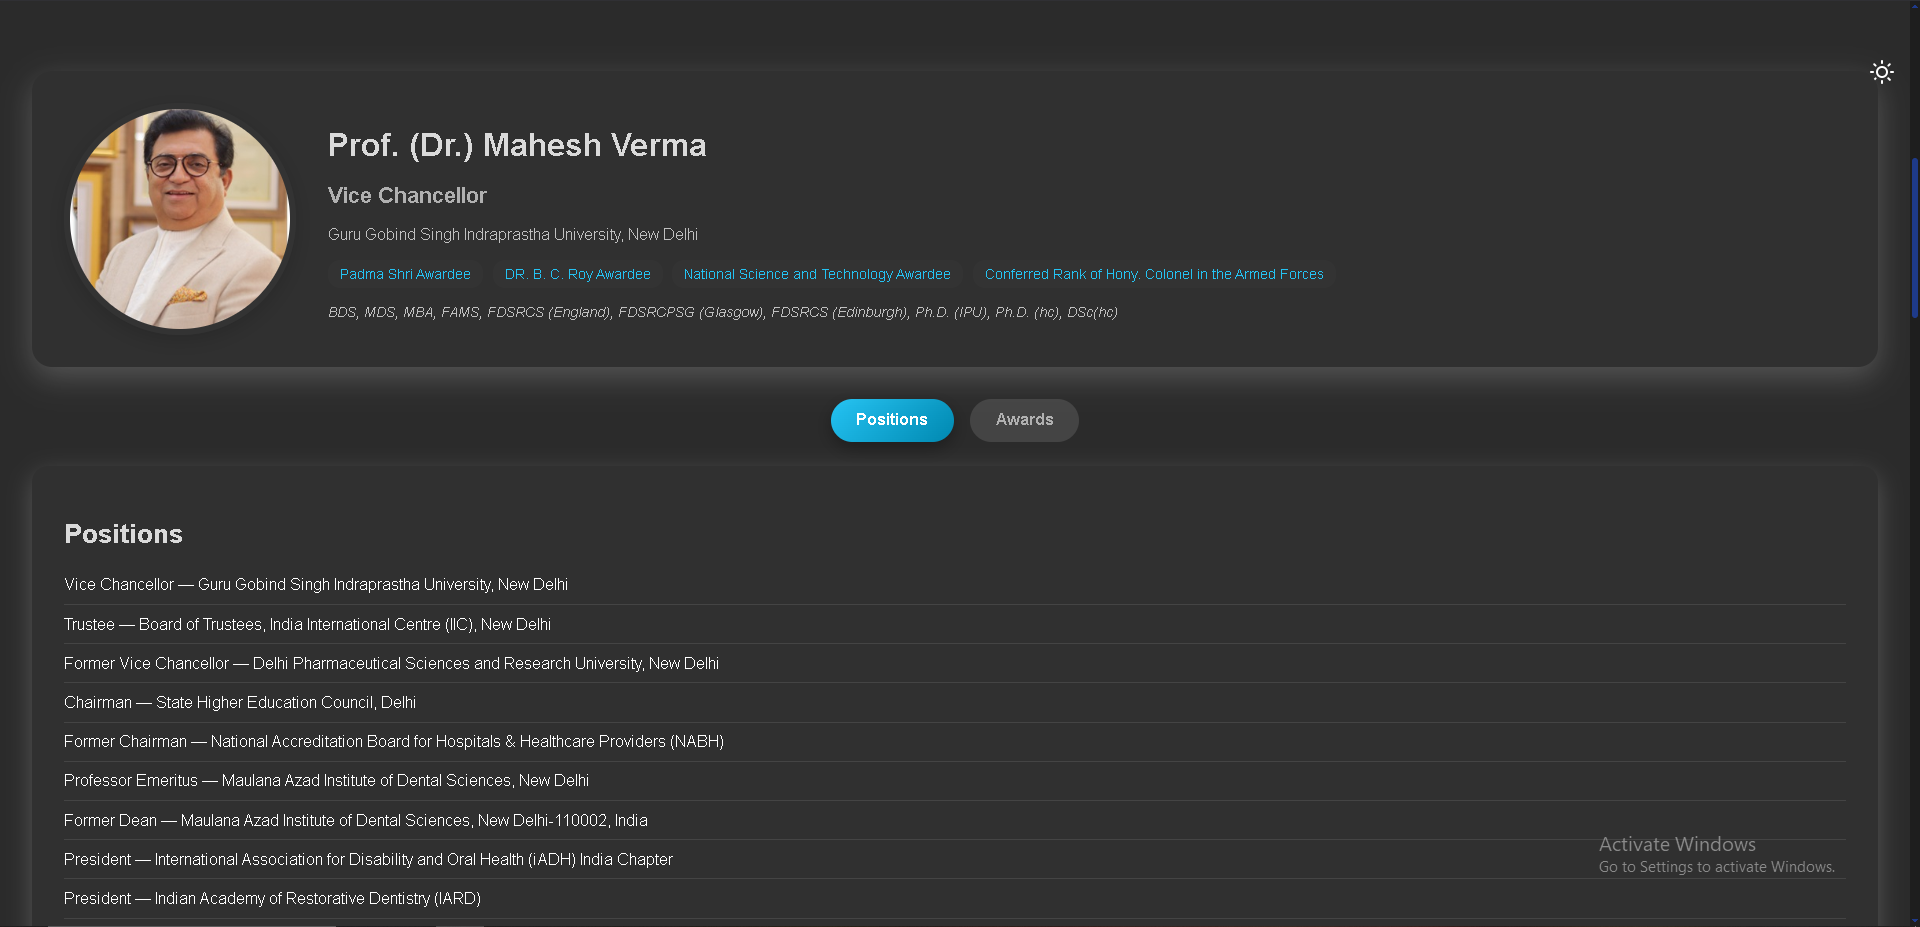 Prof. (Dr.) Mahesh Verma
Vice Chancellor
Guru Gobind Singh Indraprastha University, New Delhi
Padma Shri Awardee DR. B. C. Roy Awardee National Science and Technology Awardee Conferred Rank of Hony. Colonel in the Armed Forces
BDS, MDS, MBA, FAMS, FDSRCS (England), FDSRCPSG (Glasgow), FDSRCS (Edinburgh), Ph.D. (IPU), Ph.D. (hc), DSc(hc)
Positions Awards
Positions
Vice Chancellor — Guru Gobind Singh Indraprastha University, New Delhi
Trustee — Board of Trustees, India International Centre (IIC), New Delhi
Former Vice Chancellor — Delhi Pharmaceutical Sciences and Research University, New Delhi
Chairman — State Higher Education Council, Delhi
Former Chairman — National Accreditation Board for Hospitals & Healthcare Providers (NABH)
Professor Emeritus — Maulana Azad Institute of Dental Sciences, New Delhi
Former Dean — Maulana Azad Institute of Dental Sciences, New Delhi-110002, India
President — International Association for Disability and Oral Health (iADH) India Chapter
President — Indian Academy of Restorative Dentistry (IARD)
Activate Windows
Go to Settings to activate Windows.